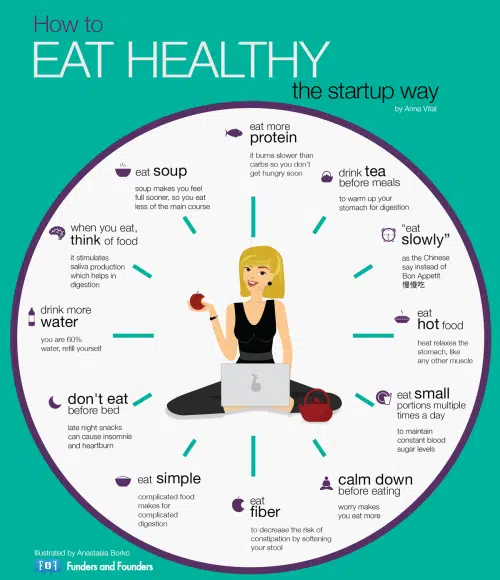 How to
EAT HEALTHY
the startup way
by Anna Vital
eat more
protein
it burns slower than
carbs so you don't
get hungry soon
drink tea
before meals
to warm up your
stomach for digestion
"eat
slowly"
as the Chinese
say instead of
Bon Appetit
慢慢吃
eat
hot food
heat relaxes the
stomach, like
any other muscle
eat small
portions multiple
times a day
to maintain
constant blood
sugar levels
calm down
before eating
worry makes
you eat more
eat
fiber
to decrease the risk of
constipation by softening
your stool
eat simple
complicated food
makes for
complicated
digestion
don't eat
before bed
late night snacks
can cause insomnia
and heartburn
drink more
water
you are 60%
water, refill yourself
when you eat,
think of food
it stimulates
saliva production
which helps in
digestion
eat soup
soup makes you feel
full sooner, so you eat
less of the main course
Illustrated by Anastasia Borko
Funders and Founders